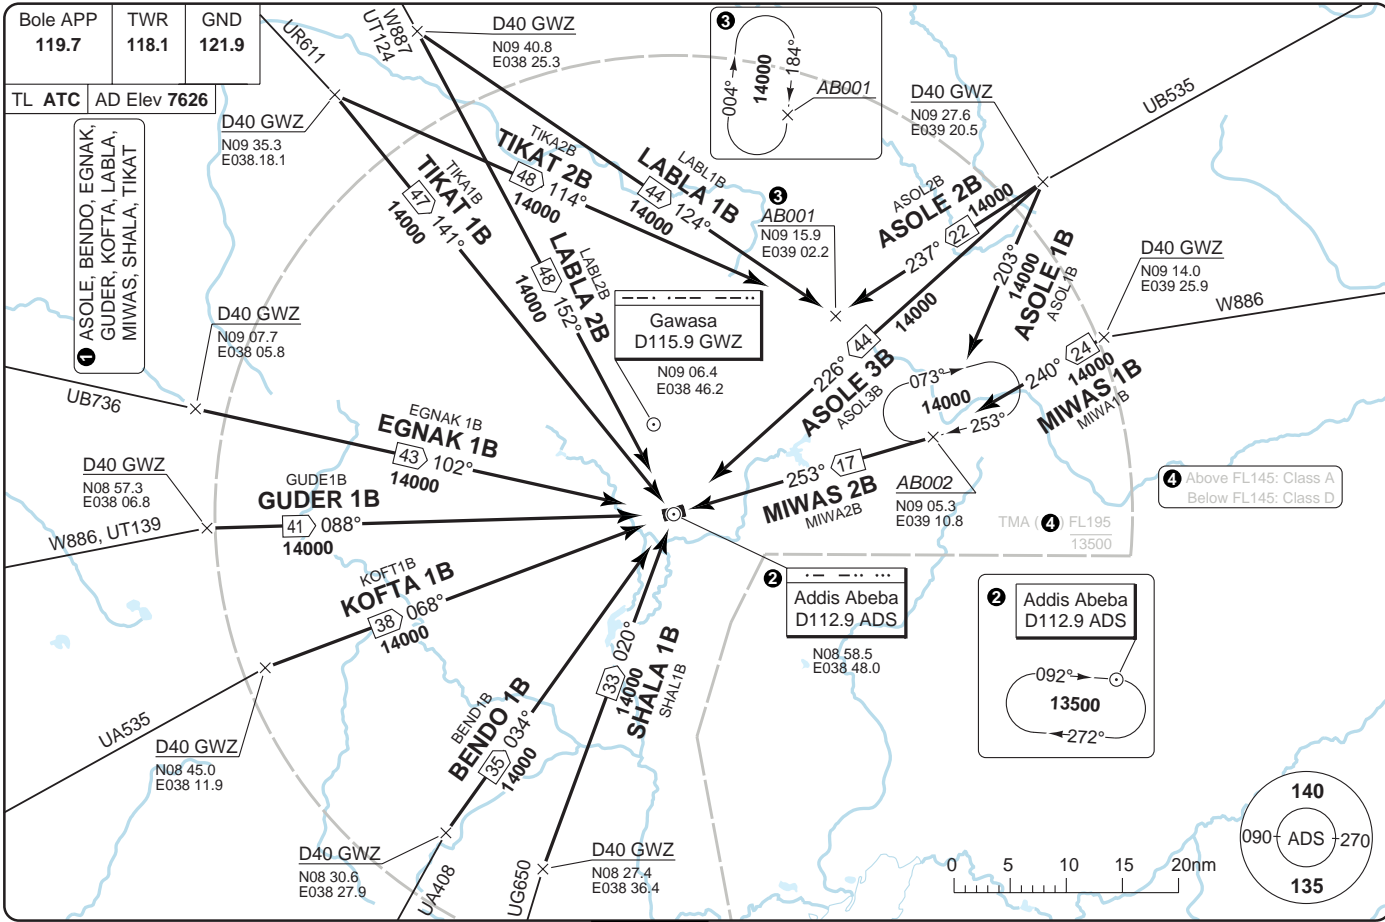 Bole APP
119.7
TWR
118.1
GND
121.9
TL ATC
AD Elev 7626
1 ASOLE, BENDO, EGNAK,
GUDER, KOFTA, LABLA,
MIWAS, SHALA, TIKAT
UR611
W887
UT124
D40 GWZ
N09 40.8
E038 25.3
D40 GWZ
N09 35.3
E038.18.1
3
004°
14000
184°
AB001
D40 GWZ
N09 27.6
E039 20.5
UB535
TIKA2B
TIKAT 2B
48 114°
14000
TIKA1B
TIKAT 1B
47 141°
14000
LABL1B
LABLA 1B
44 124°
14000
LABL2B
LABLA 2B
48 152°
14000
3
AB001
N09 15.9
E039 02.2
ASOL2B
ASOLE 2B
14000
237° 22
203°
14000
ASOLE 1B
ASOL1B
D40 GWZ
N09 14.0
E039 25.9
W886
Gawasa
D115.9 GWZ
N09 06.4
E038 46.2
14000
226° 44
ASOLE 3B
ASOL3B
240° 24
14000
MIWAS 1B
MIWA1B
073°
14000
253°
D40 GWZ
N09 07.7
E038 05.8
UB736
EGNAK 1B
EGNAK 1B
43 102°
14000
253° 17
MIWAS 2B
MIWA2B
AB002
N09 05.3
E039 10.8
4 Above FL145: Class A
Below FL145: Class D
TMA (4) FL195
13500
D40 GWZ
N08 57.3
E038 06.8
W886, UT139
GUDE1B
GUDER 1B
41 088°
14000
KOFT1B
KOFTA 1B
38 068°
14000
2
Addis Abeba
D112.9 ADS
N08 58.5
E038 48.0
2
Addis Abeba
D112.9 ADS
092°
13500
272°
UA535
D40 GWZ
N08 45.0
E038 11.9
BEND1B
BENDO 1B
35 034°
14000
33 020°
14000
SHALA 1B
SHAL1B
D40 GWZ
N08 30.6
E038 27.9
UA408
UG650
D40 GWZ
N08 27.4
E038 36.4
0 5 10 15 20nm
140
090 ADS 270
135